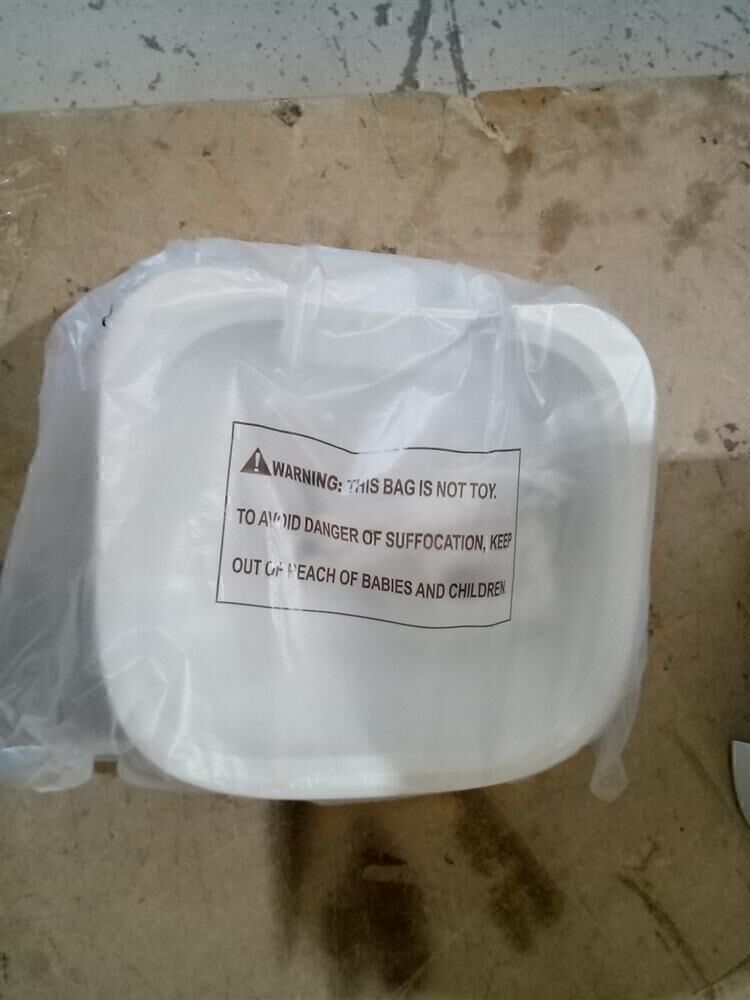 WARNING: THIS BAG IS NOT TOY.
TO AVOID DANGER OF SUFFOCATION, KEEP
OUT OF REACH OF BABIES AND CHILDREN.